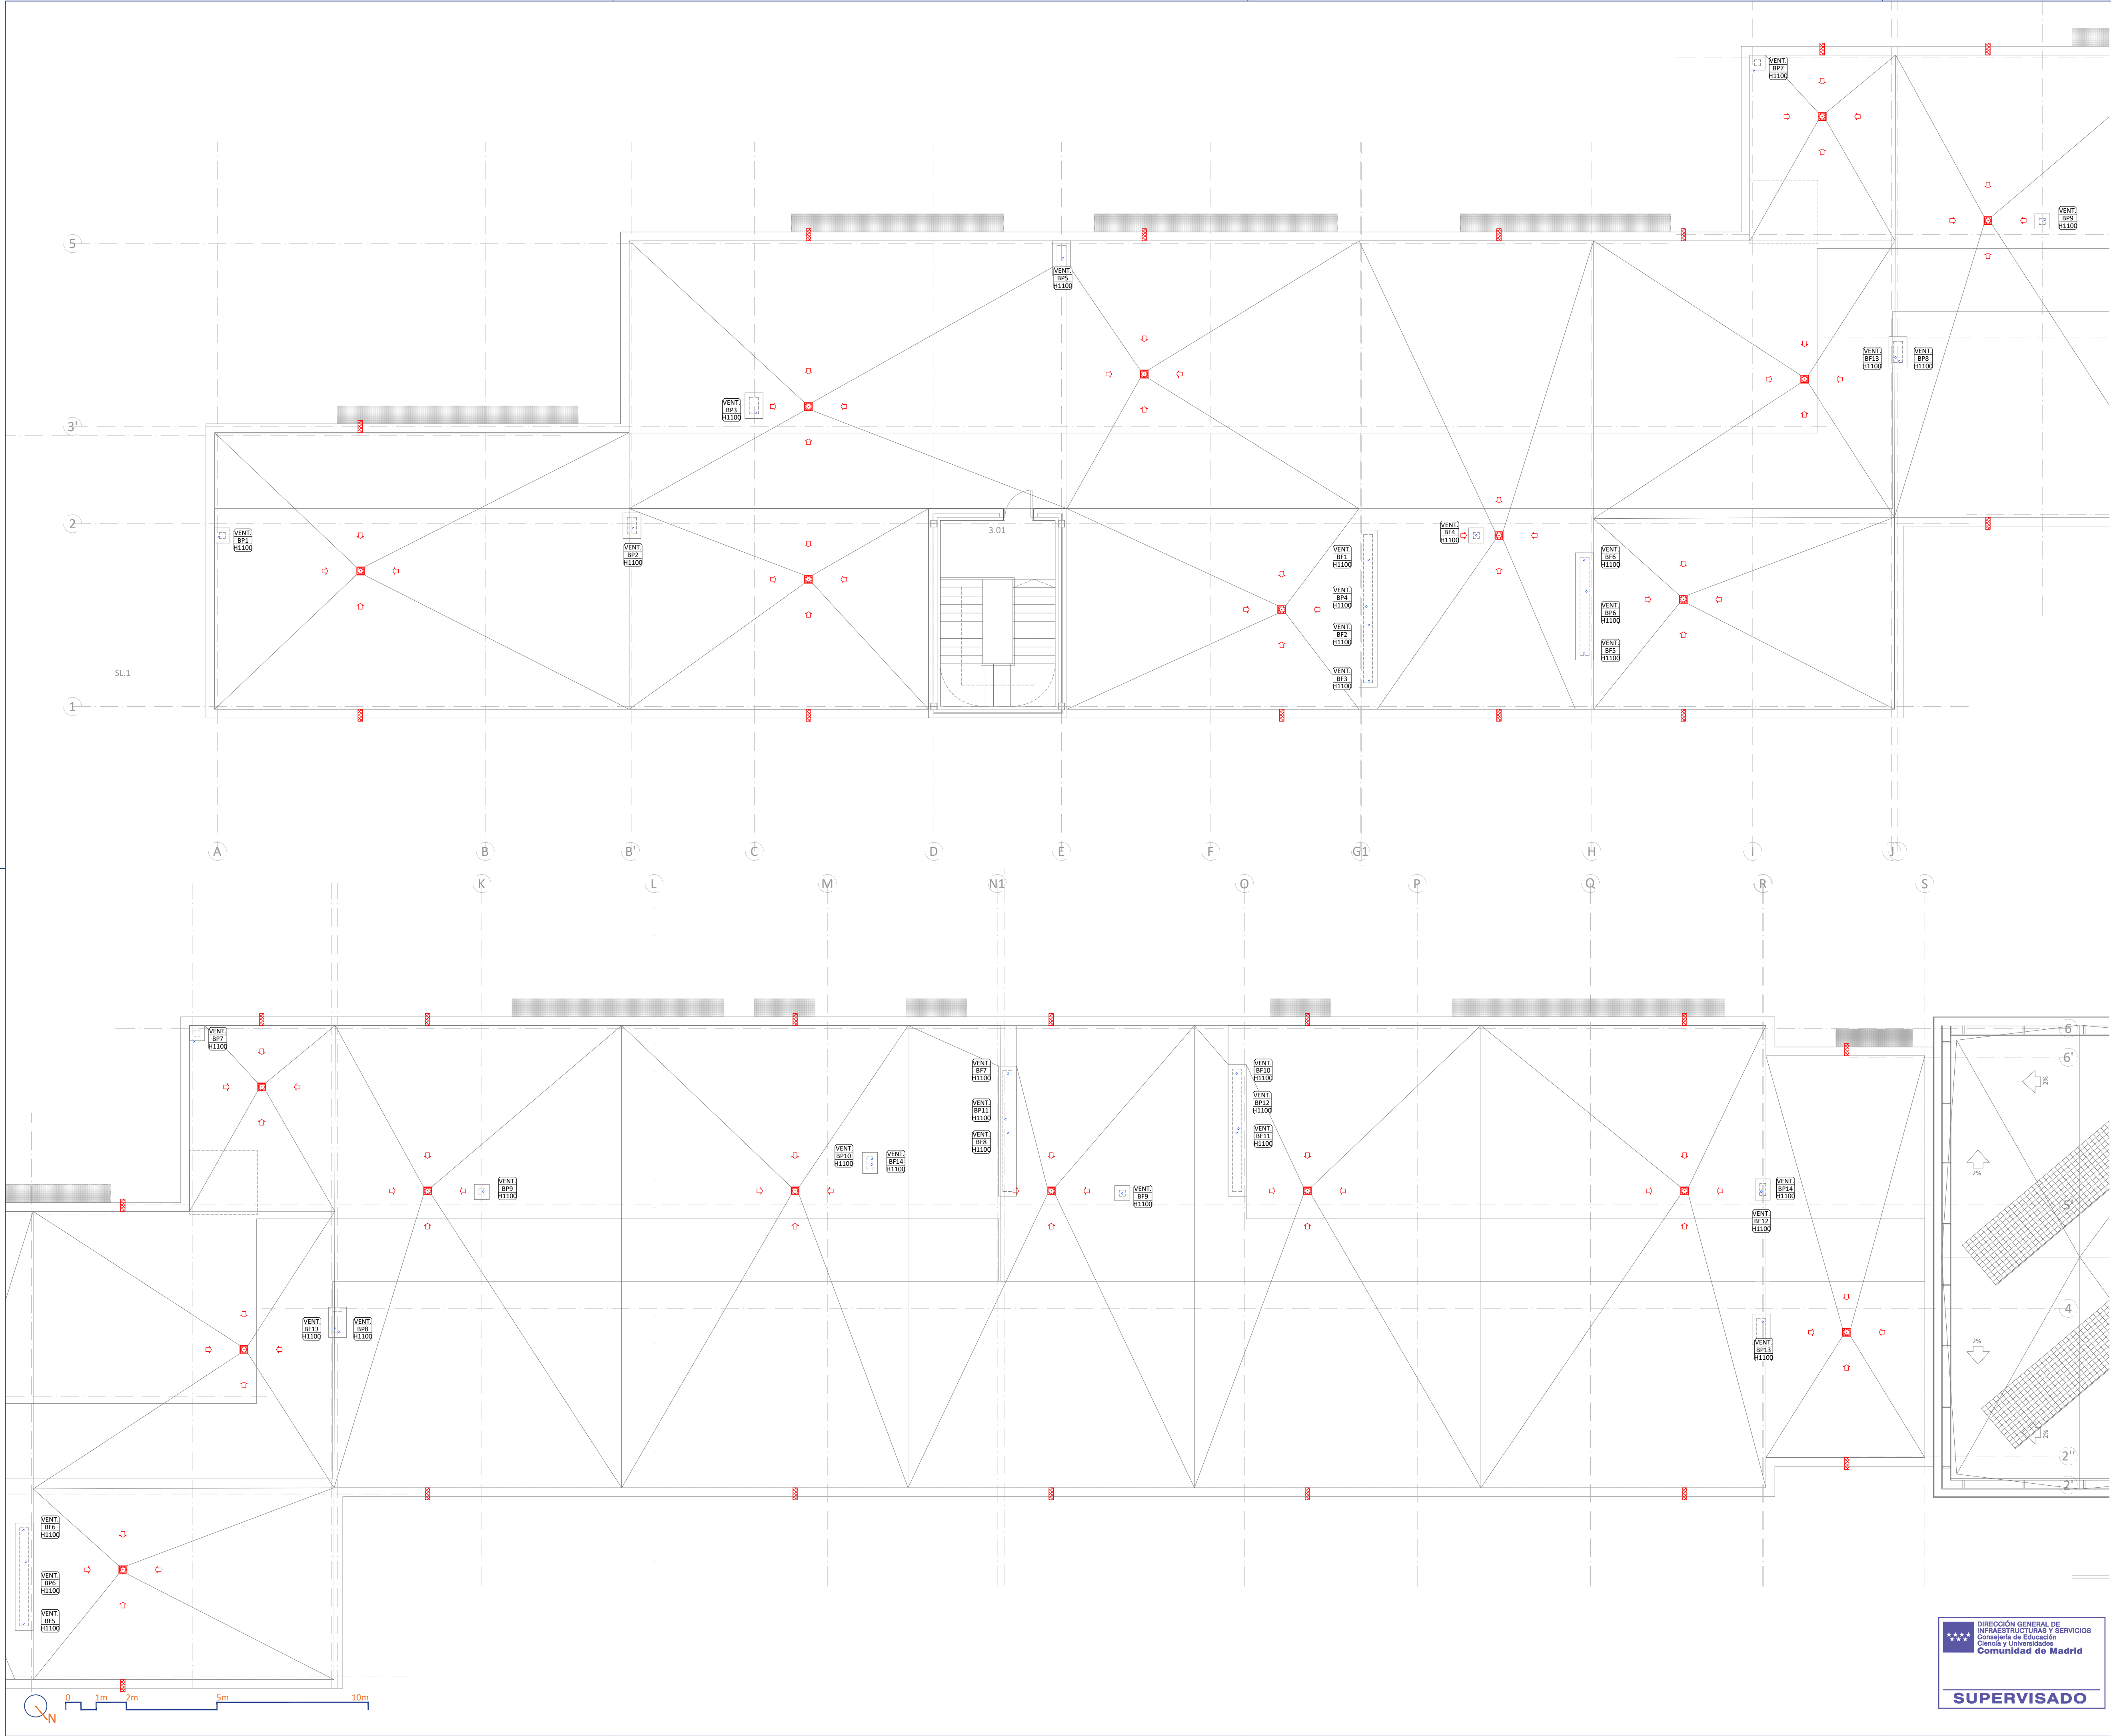 VENT.
BP7
H1100
VENT.
BP9
H1100
5
VENT.
BP5
H1100
VENT.
BF13
H1100
VENT.
BP8
H1100
VENT.
BP3
H1100
3'
2
3.01
VENT.
BP1
H1100
VENT.
BP2
H1100
VENT.
BF4
H1100
VENT.
BF1
H1100
VENT.
BF6
H1100
VENT.
BP4
H1100
VENT.
BP6
H1100
VENT.
BF2
H1100
VENT.
BF5
H1100
VENT.
BF3
H1100
SL.1
1
A
B
B'
C
D
E
F
G1
H
I
J
K
L
M
N1
O
P
Q
R
S
VENT.
BP7
H1100
6
6'
VENT.
BF7
H1100
VENT.
BF10
H1100
2%
VENT.
BP11
H1100
VENT.
BP12
H1100
VENT.
BF8
H1100
VENT.
BF11
H1100
VENT.
BP10
H1100
VENT.
BF14
H1100
2%
VENT.
BP9
H1100
VENT.
BF9
H1100
VENT.
BP14
H1100
5'
VENT.
BF12
H1100
4
VENT.
BF13
H1100
VENT.
BP8
H1100
VENT.
BP13
H1100
2%
2%
2''
2'
VENT.
BF6
H1100
VENT.
BP6
H1100
VENT.
BF5
H1100
N
0 1m 2m 5m 10m
DIRECCIÓN GENERAL DE
INFRAESTRUCTURAS Y SERVICIOS
Consejería de Educación
Ciencia y Universidades
Comunidad de Madrid
SUPERVISADO